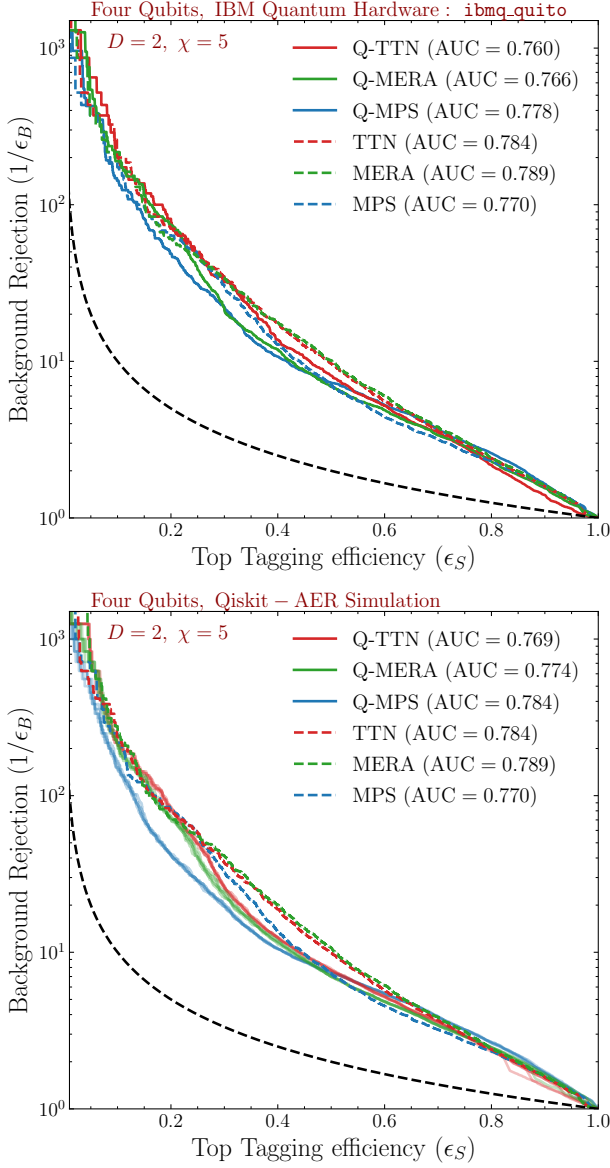 Four Qubits, IBM Quantum Hardware : ibmq_quito
D = 2, χ = 5
Q-TTN (AUC = 0.760)
Q-MERA (AUC = 0.766)
Q-MPS (AUC = 0.778)
TTN (AUC = 0.784)
MERA (AUC = 0.789)
MPS (AUC = 0.770)
Background Rejection (1/ϵ_B)
10³
10²
10¹
10⁰
0.2 0.4 0.6 0.8 1.0
Top Tagging efficiency (ϵ_S)
Four Qubits, Qiskit − AER Simulation
D = 2, χ = 5
Q-TTN (AUC = 0.769)
Q-MERA (AUC = 0.774)
Q-MPS (AUC = 0.784)
TTN (AUC = 0.784)
MERA (AUC = 0.789)
MPS (AUC = 0.770)
Background Rejection (1/ϵ_B)
10³
10²
10¹
10⁰
0.2 0.4 0.6 0.8 1.0
Top Tagging efficiency (ϵ_S)